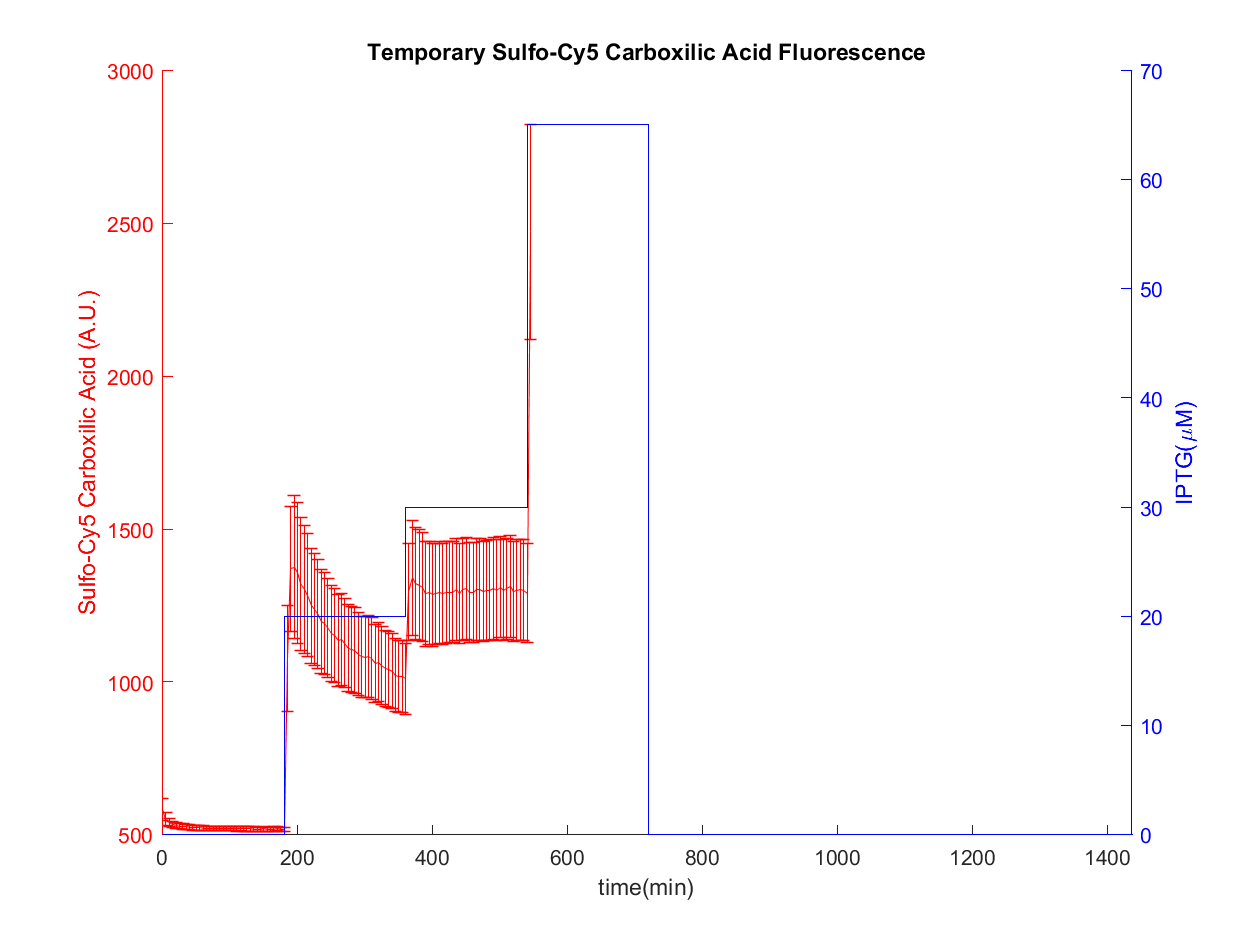 Temporary Sulfo-Cy5 Carboxilic Acid Fluorescence
3000
2500
2000
1500
1000
500
Sulfo-Cy5 Carboxilic Acid (A.U.)
70
60
50
40
30
20
10
0
IPTG(μM)
0 200 400 600 800 1000 1200 1400
time(min)